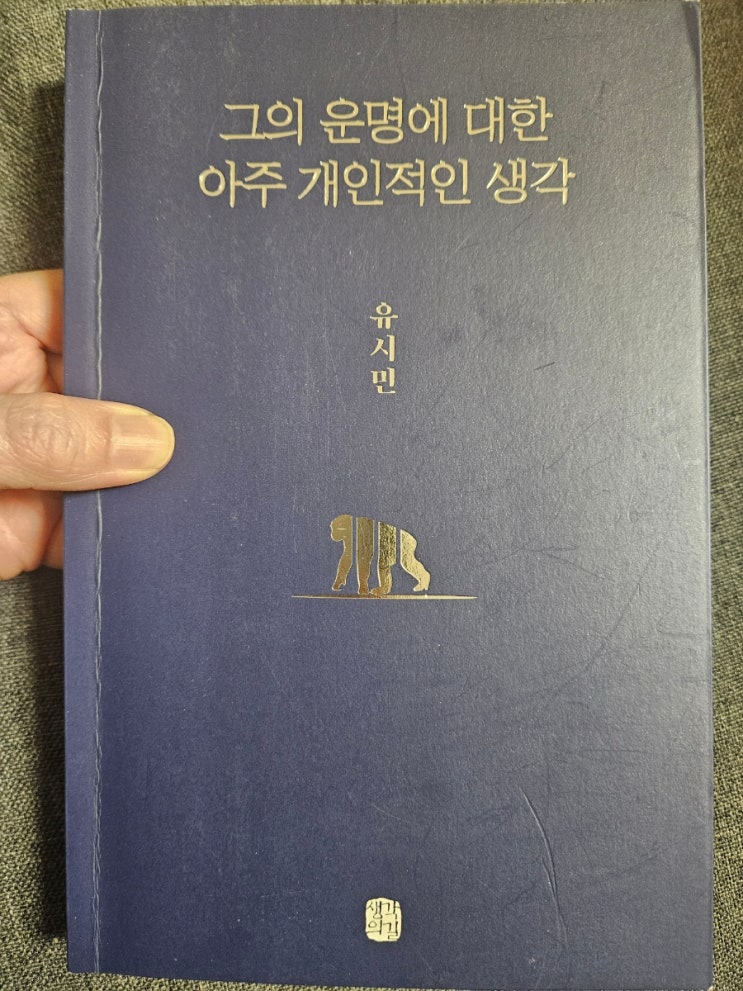 그의 운명에 대한
아주 개인적인 생각
유시민
생각
의길